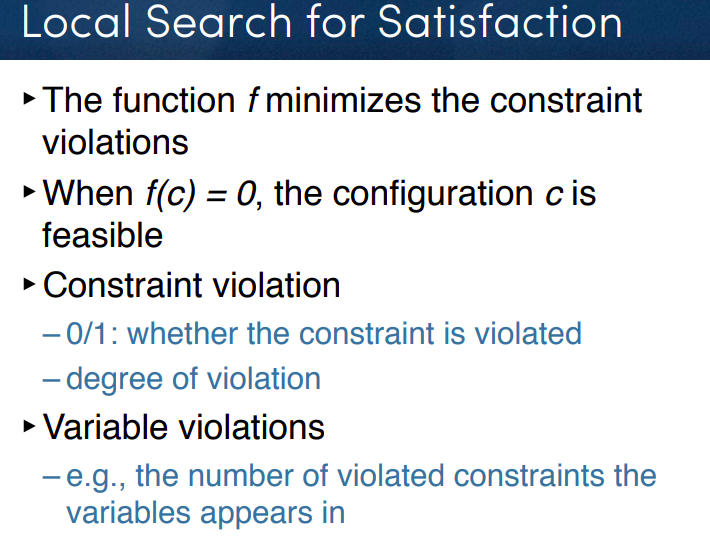 Local Search for Satisfaction
‣ The function f minimizes the constraint
violations
‣ When f(c) = 0, the configuration c is
feasible
‣ Constraint violation
– 0/1: whether the constraint is violated
– degree of violation
‣ Variable violations
– e.g., the number of violated constraints the
variables appears in